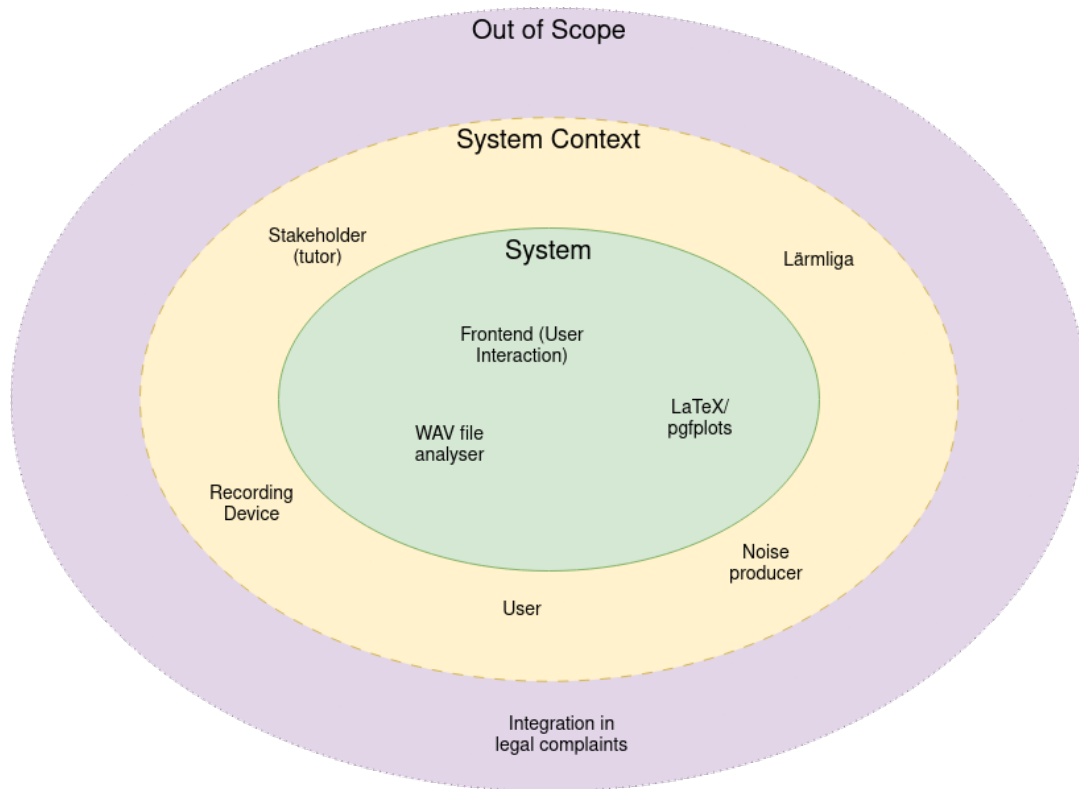 Out of Scope
System Context
Stakeholder
(tutor)
Lärmliga
System
Frontend (User
Interaction)
LaTeX/
pgfplots
WAV file
analyser
Recording
Device
Noise
producer
User
Integration in
legal complaints